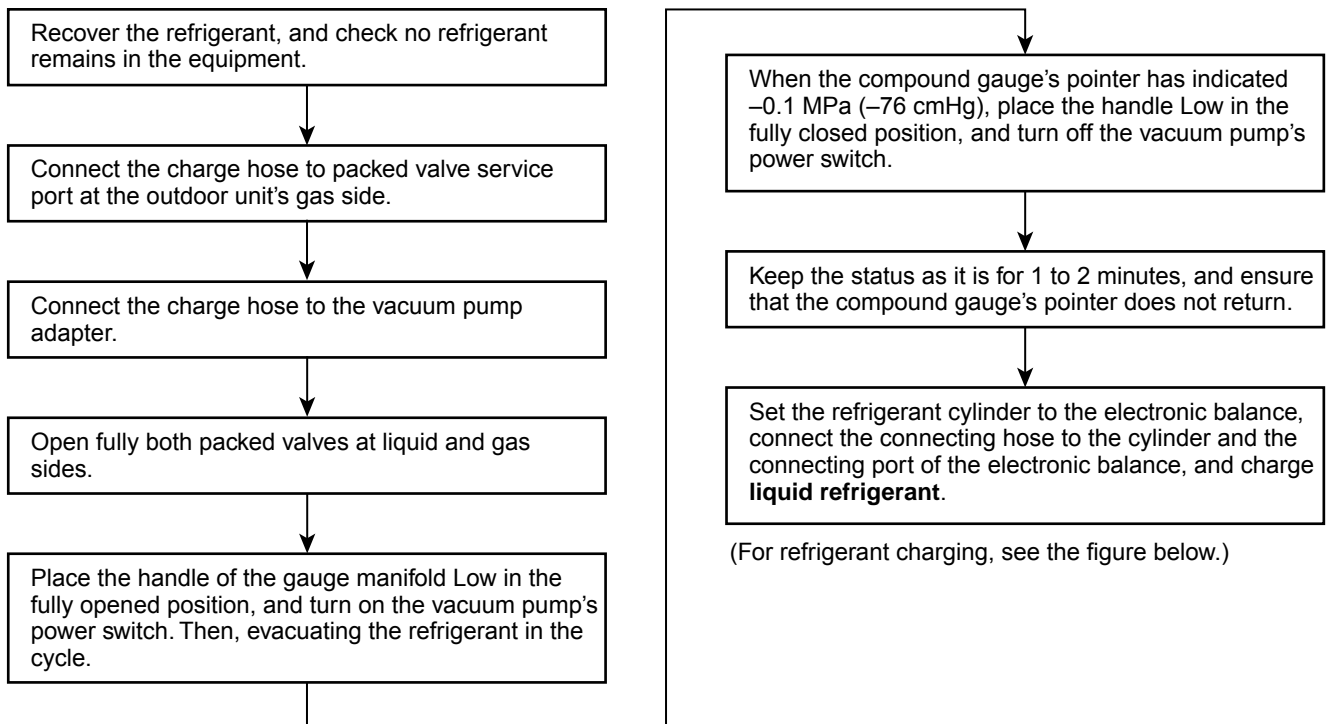 Recover the refrigerant, and check no refrigerant
remains in the equipment.
Connect the charge hose to packed valve service
port at the outdoor unit’s gas side.
Connect the charge hose to the vacuum pump
adapter.
Open fully both packed valves at liquid and gas
sides.
Place the handle of the gauge manifold Low in the
fully opened position, and turn on the vacuum pump’s
power switch. Then, evacuating the refrigerant in the
cycle.
When the compound gauge’s pointer has indicated
–0.1 MPa (–76 cmHg), place the handle Low in the
fully closed position, and turn off the vacuum pump’s
power switch.
Keep the status as it is for 1 to 2 minutes, and ensure
that the compound gauge’s pointer does not return.
Set the refrigerant cylinder to the electronic balance,
connect the connecting hose to the cylinder and the
connecting port of the electronic balance, and charge
liquid refrigerant.
(For refrigerant charging, see the figure below.)